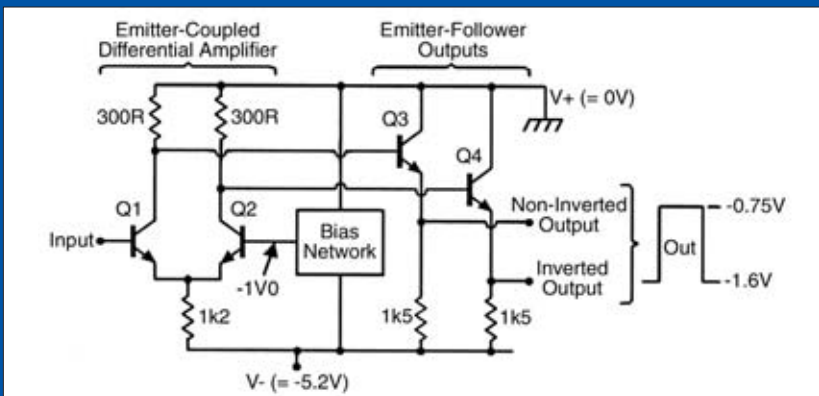 Emitter-Coupled
Differential Amplifier
Emitter-Follower
Outputs
V+ (= 0V)
300R
300R
Q3
Q4
Q1
Q2
Input
Bias
Network
-1V0
Non-Inverted
Output
Inverted
Output
Out
-0.75V
-1.6V
1k2
1k5
1k5
V- (= -5.2V)